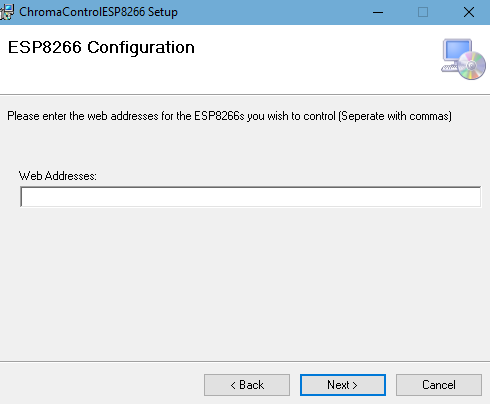 ChromaControlESP8266 Setup
ESP8266 Configuration
Please enter the web addresses for the ESP8266s you wish to control (Seperate with commas)
Web Addresses:
< Back
Next >
Cancel